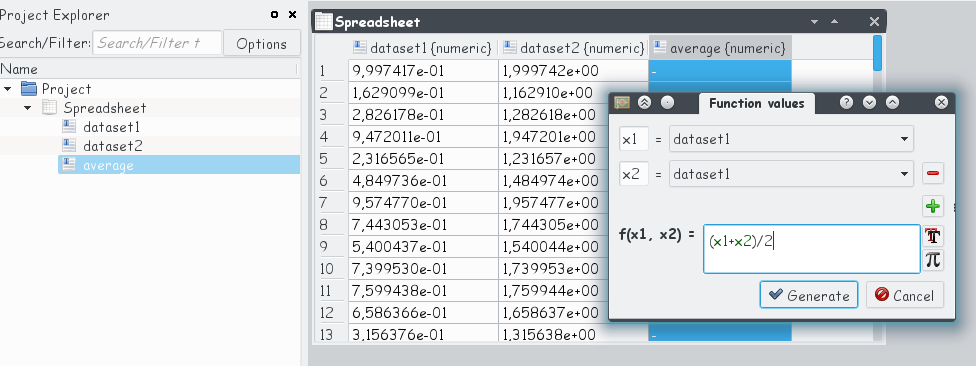 Project Explorer
Search/Filter: Search/Filter t Options
Name
Project
Spreadsheet
dataset1
dataset2
average
Spreadsheet
dataset1 {numeric} dataset2 {numeric} average {numeric}
1 9,997417e-01 1,999742e+00 -
2 1,629099e-01 1,162910e+00
3 2,826178e-01 1,282618e+00
4 9,472011e-01 1,947201e+00
5 2,316565e-01 1,231657e+00
6 4,849736e-01 1,484974e+00
7 9,574770e-01 1,957477e+00
8 7,443053e-01 1,744305e+00
9 5,400437e-01 1,540044e+00
10 7,399530e-01 1,739953e+00
11 7,599438e-01 1,759944e+00
12 6,586366e-01 1,658637e+00
13 3,156376e-01 1,315638e+00 -
Function values
x1 = dataset1
x2 = dataset1
f(x1, x2) = (x1+x2)/2
Generate Cancel